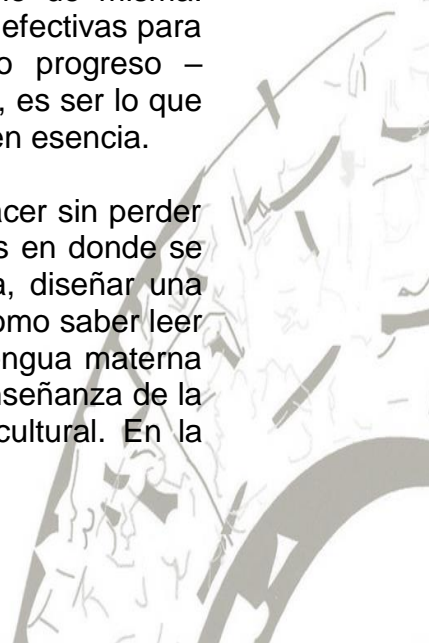 efectivas para
o progreso –
, es ser lo que
en esencia.
acer sin perder
s en donde se
a, diseñar una
omo saber leer
engua materna
nseñanza de la
cultural. En la